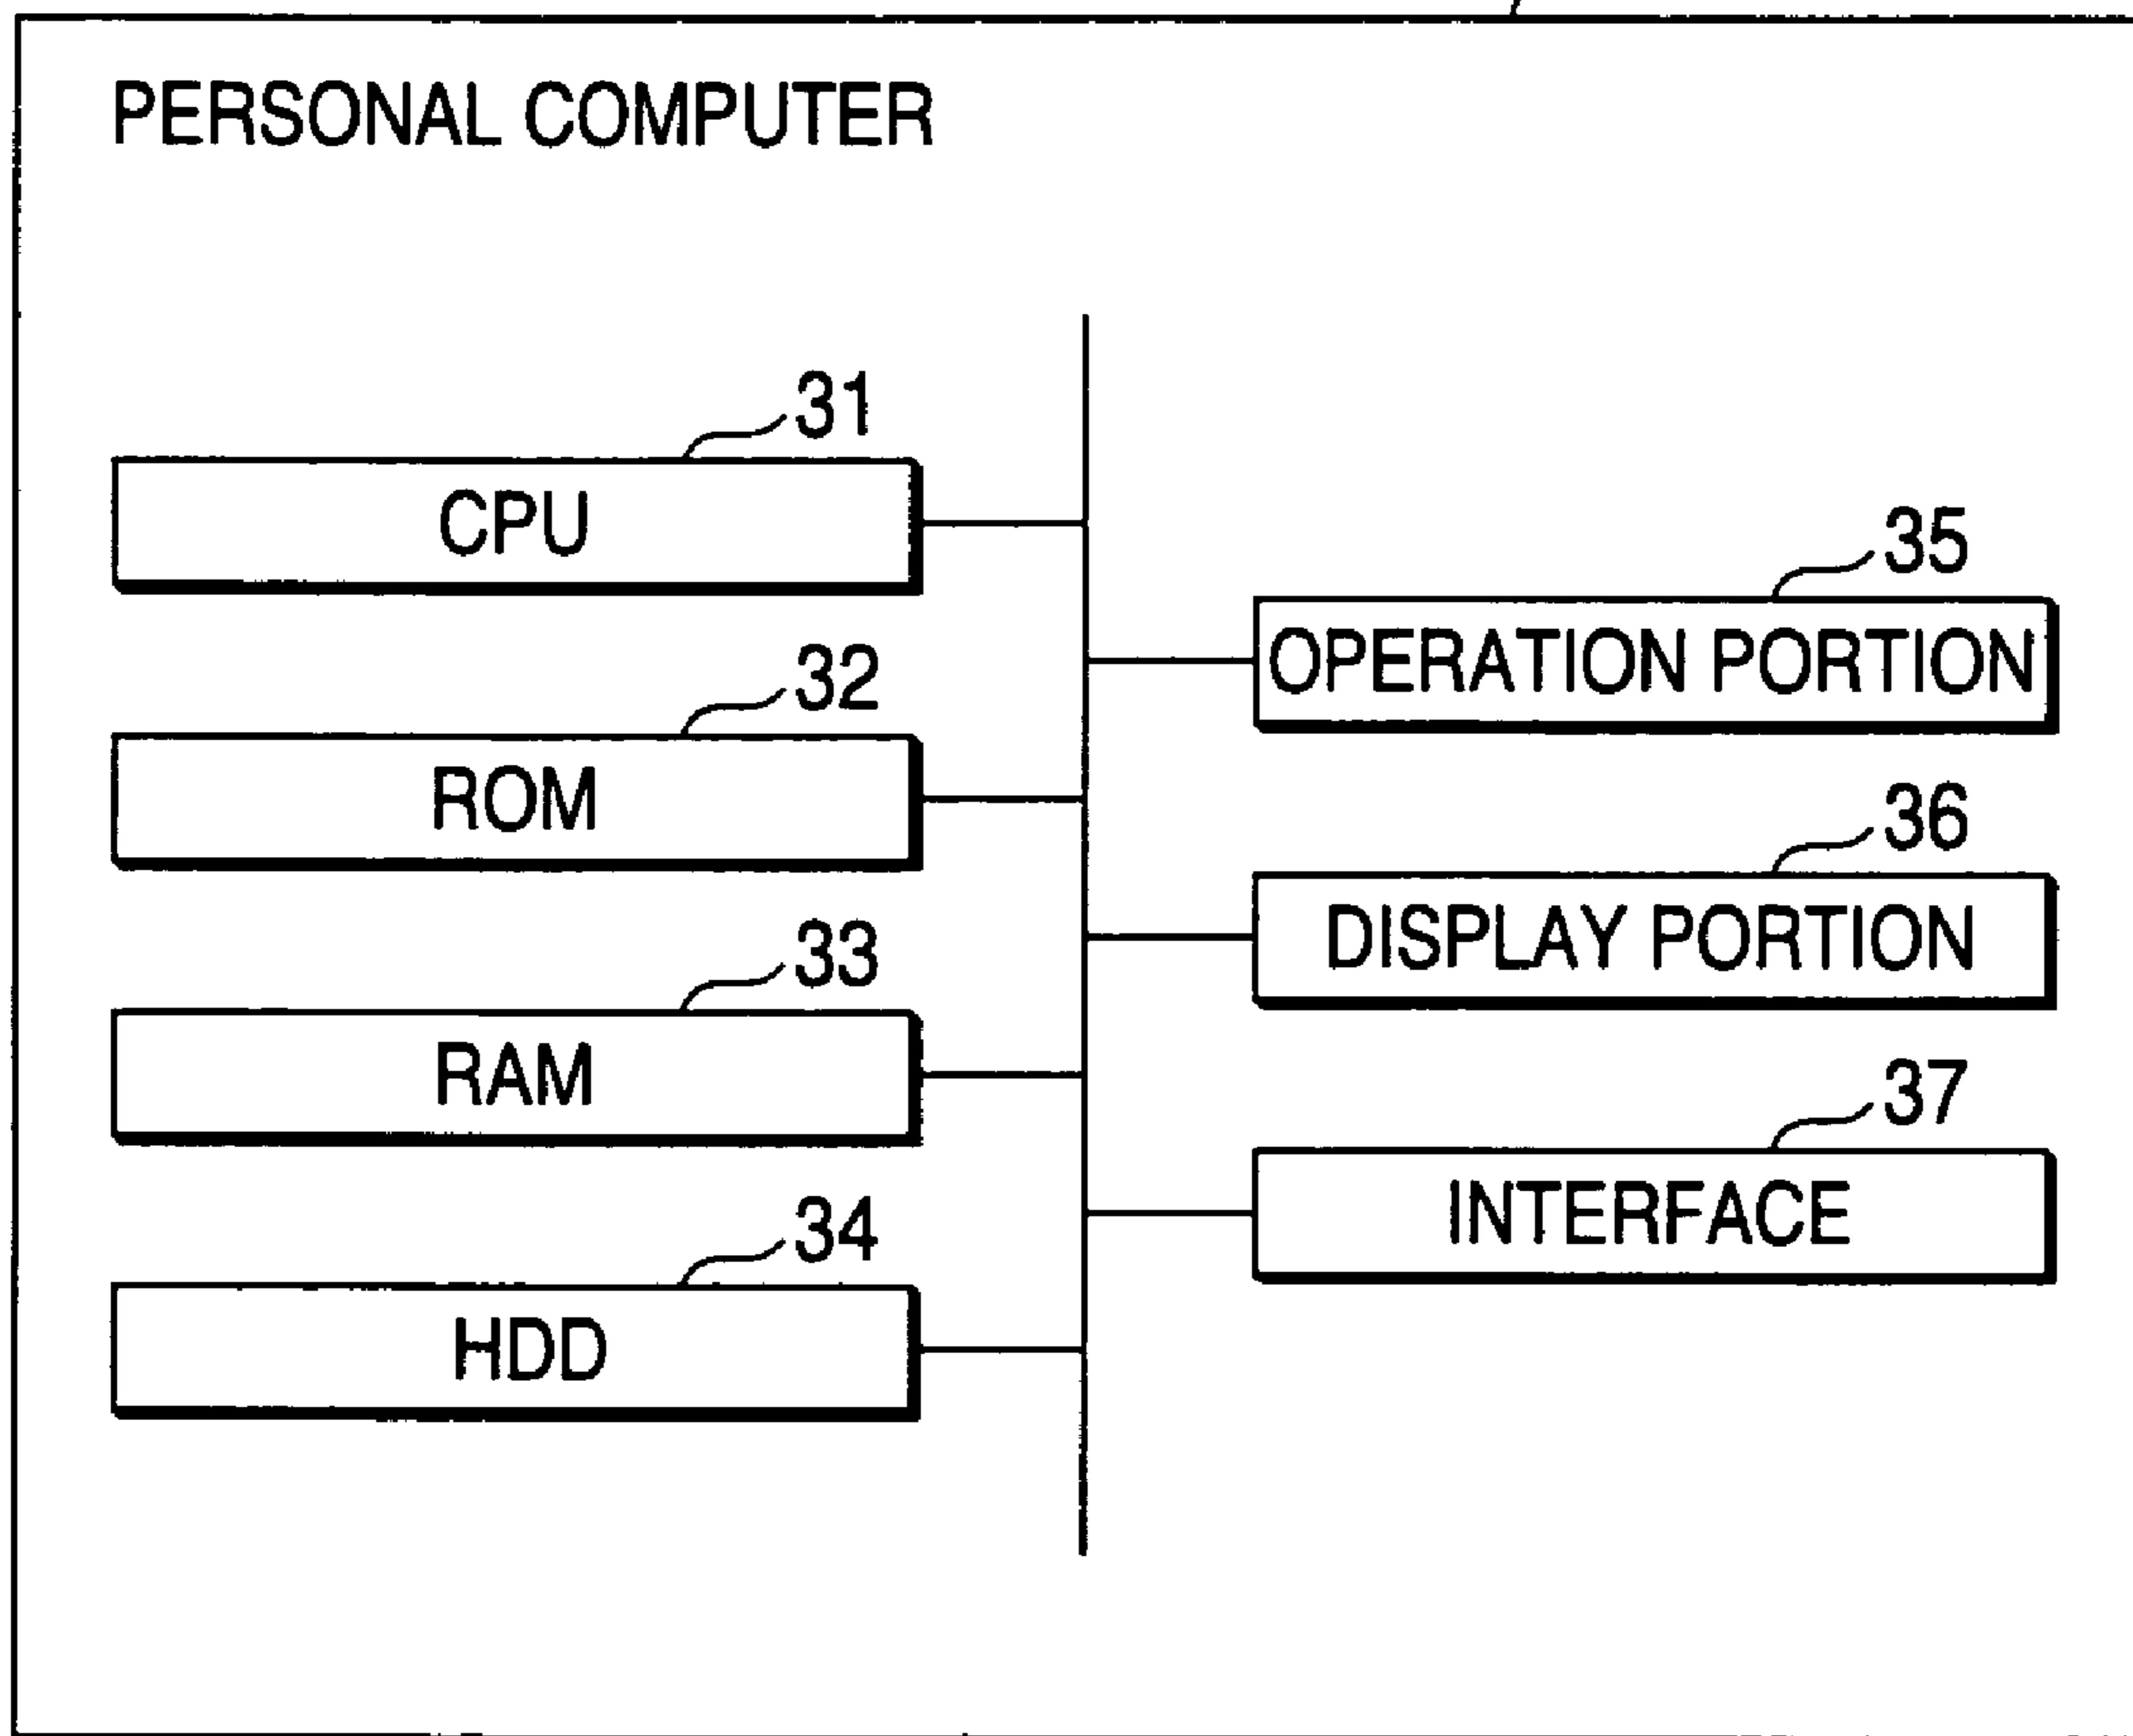 PERSONAL COMPUTER
31
CPU
32
ROM
33
RAM
34
HDD
35
OPERATION PORTION
36
DISPLAY PORTION
37
INTERFACE